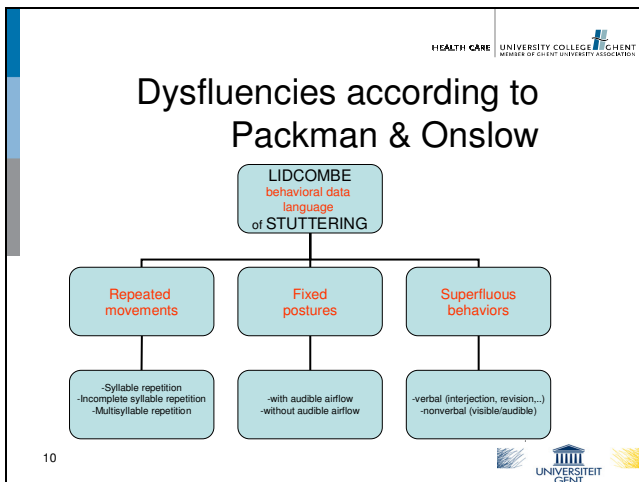 HEALTH CARE
UNIVERSITY COLLEGE GHENT
MEMBER OF GHENT UNIVERSITY ASSOCIATION
Dysfluencies according to
Packman & Onslow
LIDCOMBE
behavioral data
language
of STUTTERING
Repeated
movements
Fixed
postures
Superfluous
behaviors
-Syllable repetition
-Incomplete syllable repetition
-Multisyllable repetition
-with audible airflow
-without audible airflow
-verbal (interjection, revision,..)
-nonverbal (visible/audible)
10
UNIVERSITEIT
GENT